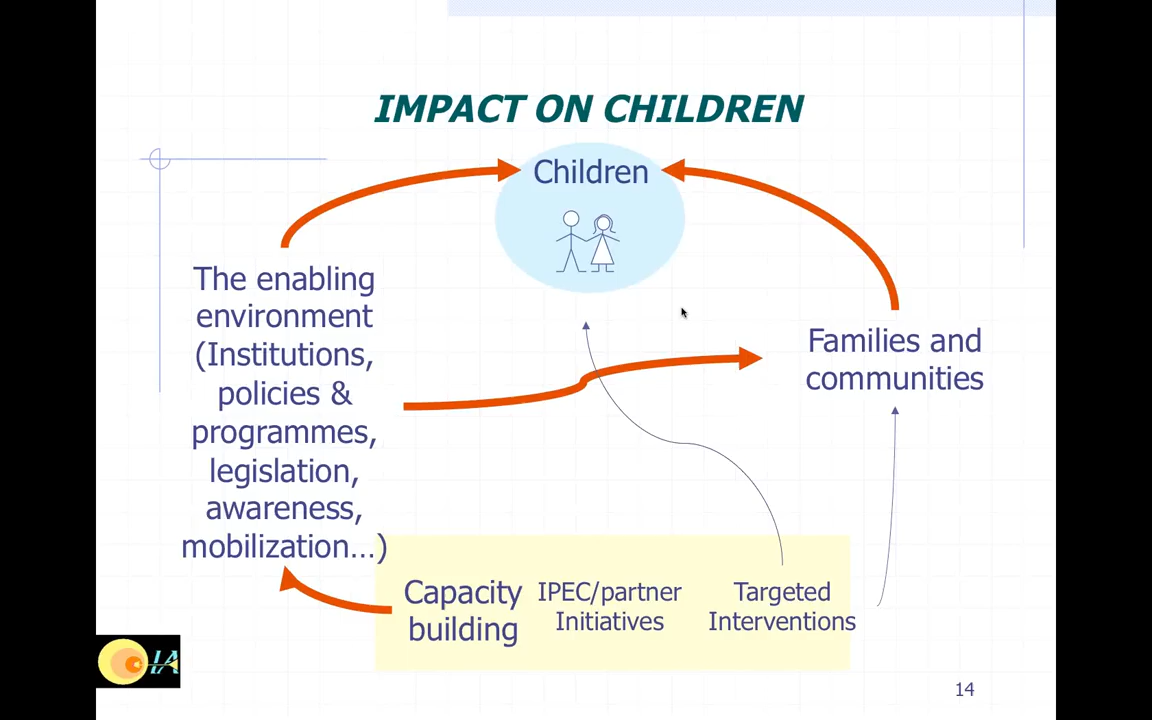 IMPACT ON CHILDREN
Children
The enabling
environment
(Institutions,
policies &
programmes,
legislation,
awareness,
mobilization...)
Families and
communities
Capacity
building
IPEC/partner
Initiatives
Targeted
Interventions
IA
14